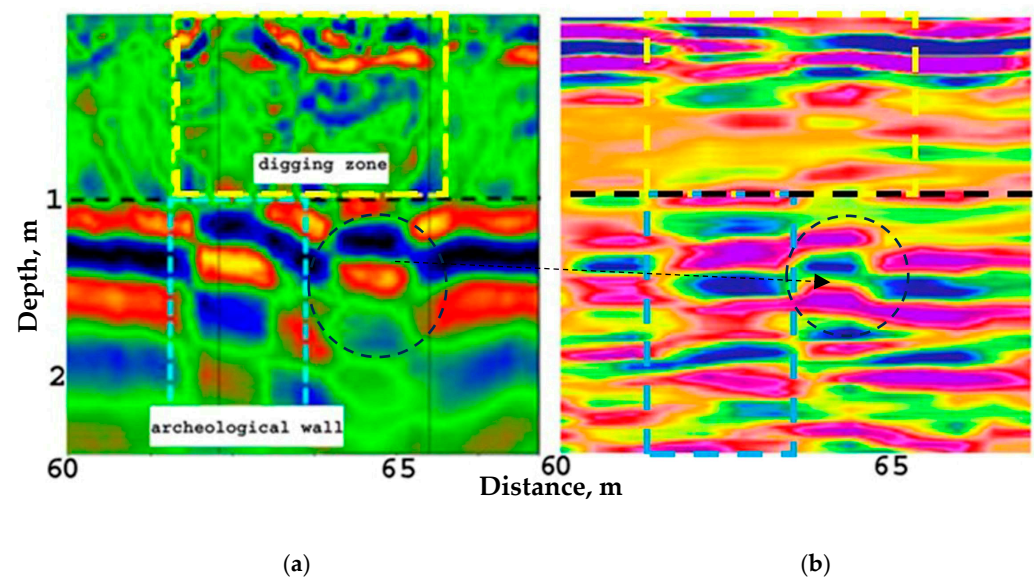 digging zone
1
Depth, m
2
archeological wall
60
65
60
65
Distance, m
(a)
(b)